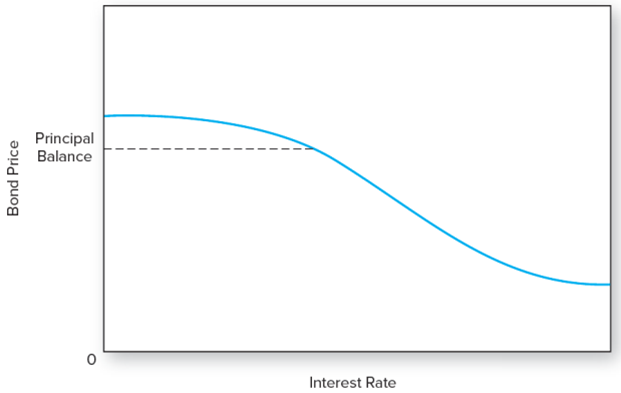 Bond Price
Principal
Balance
0
Interest Rate